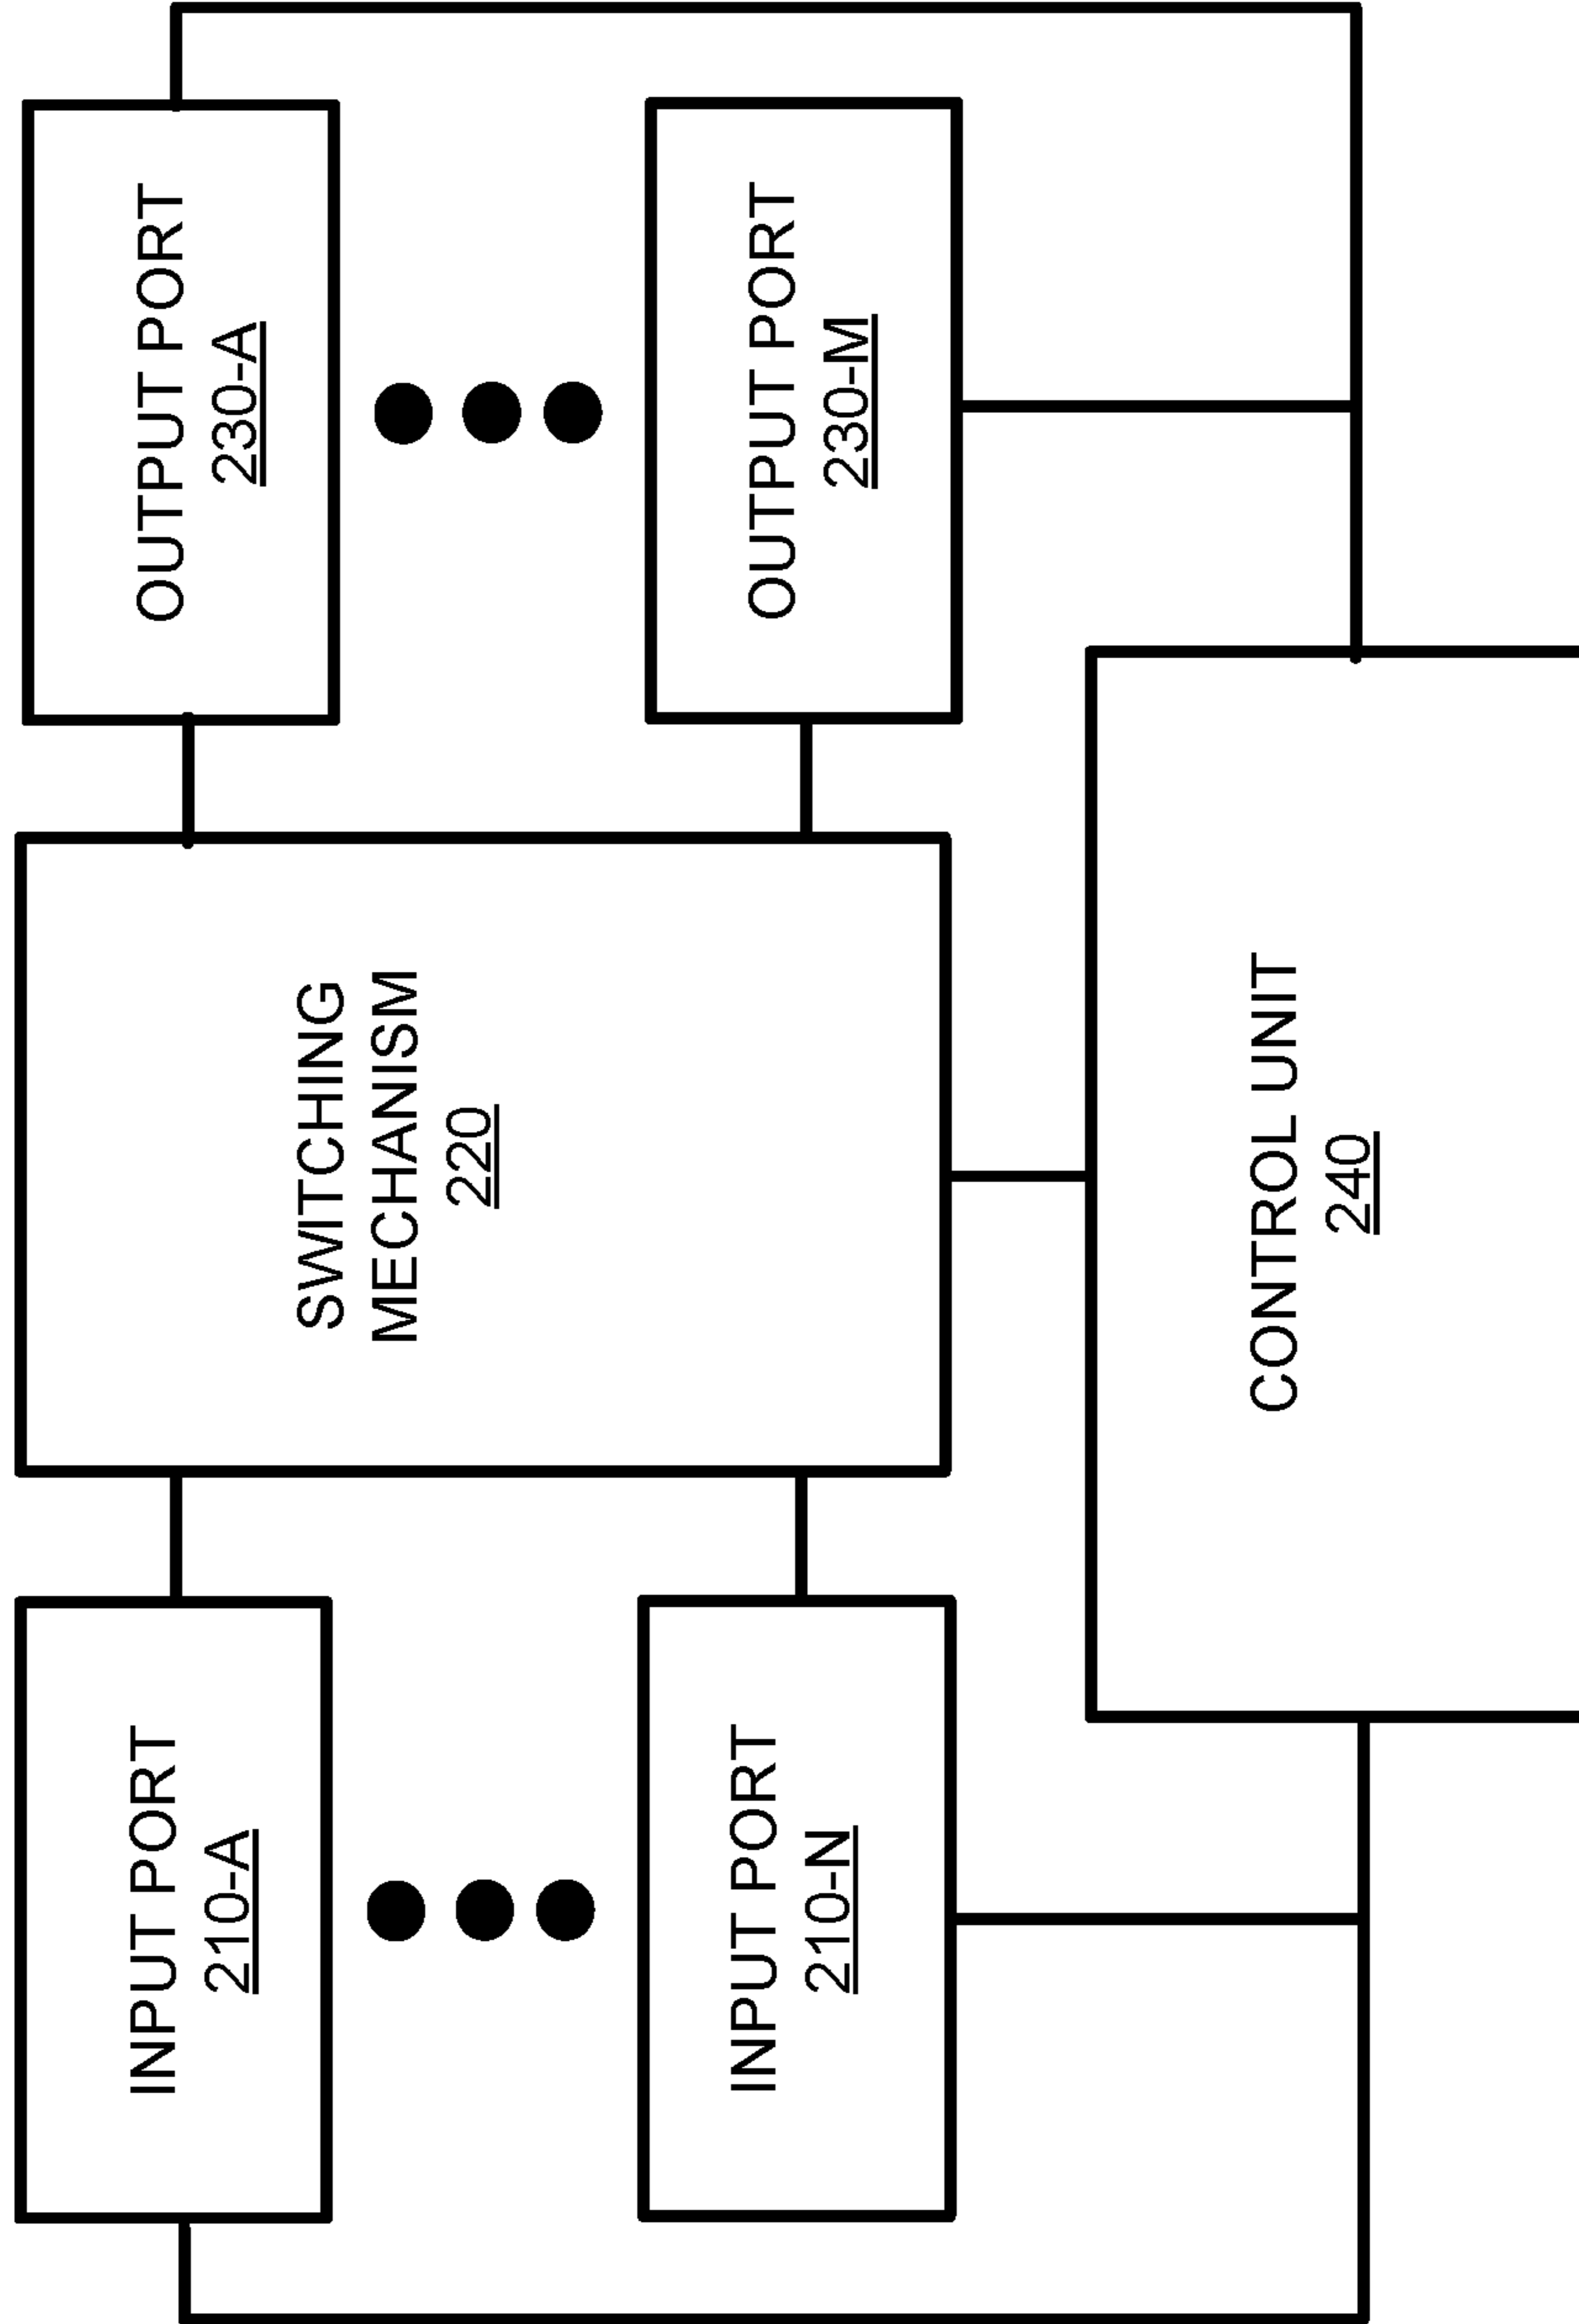 INPUT PORT
210-A
INPUT PORT
210-N
SWITCHING
MECHANISM
220
OUTPUT PORT
230-A
OUTPUT PORT
230-M
CONTROL UNIT
240